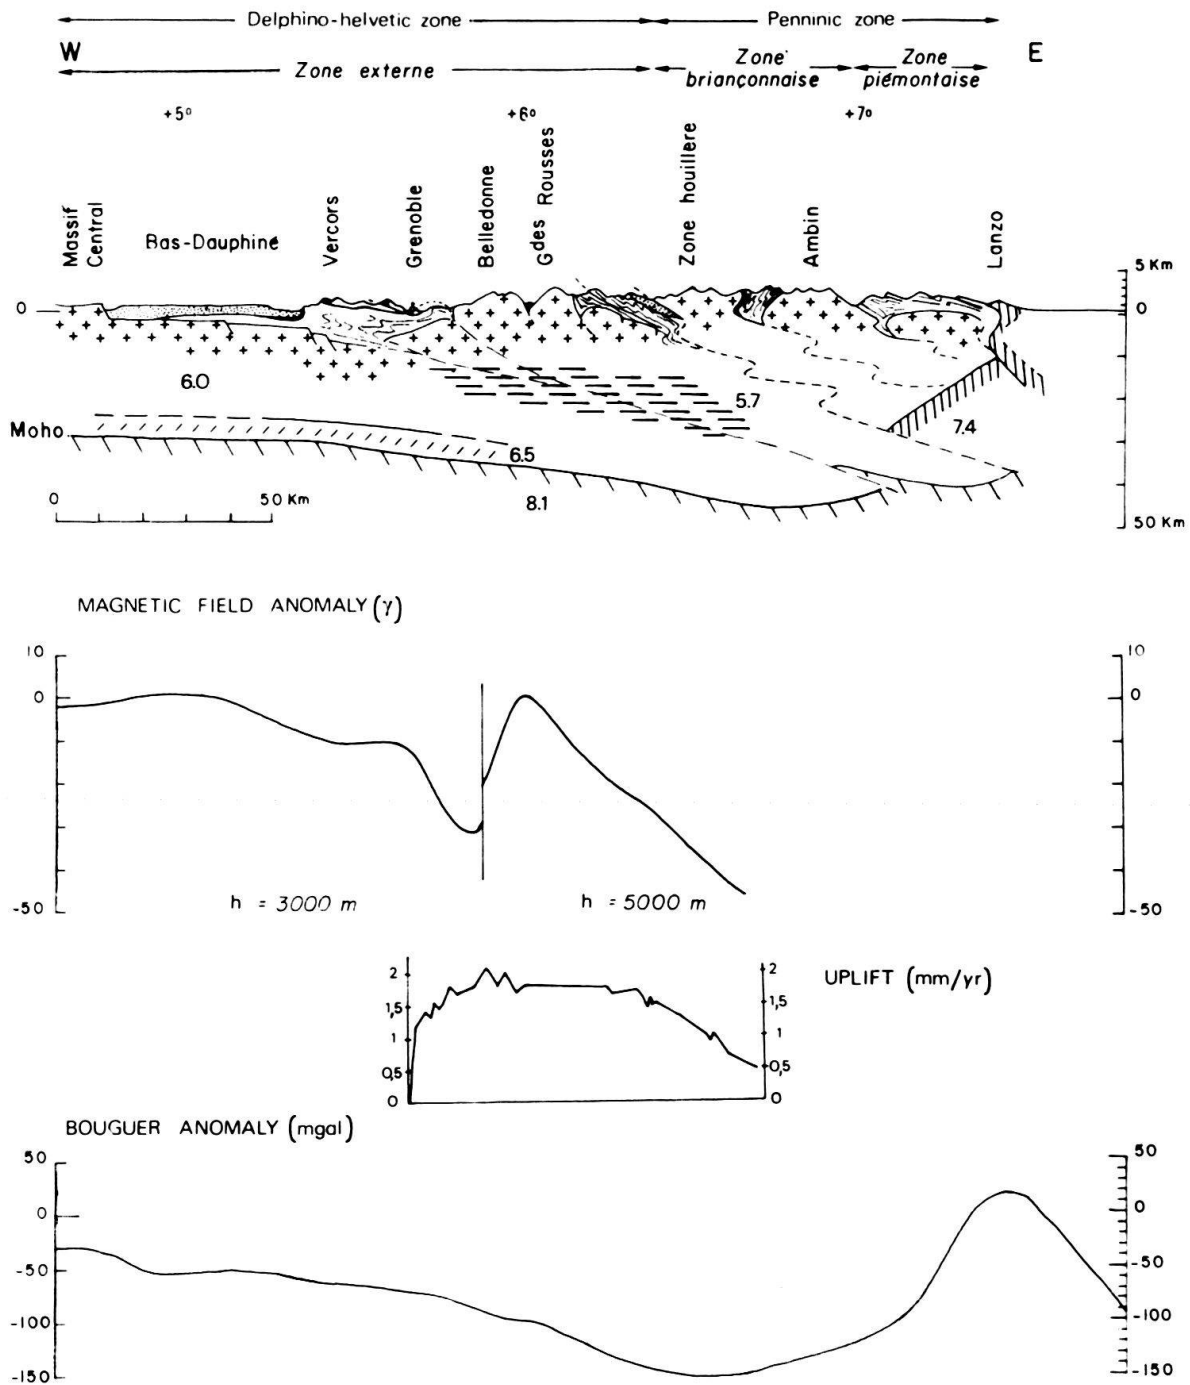 Delphino-helvetic zone
Penninic zone
W
E
Zone externe
Zone briançonnaise
Zone piémontaise
+5°
+6°
+7°
Massif Central
Bas-Dauphiné
Vercors
Grenoble
Belledonne
Gdes Rousses
Zone houillere
Ambin
Lanzo
5 Km
0
0
6.0
5.7
7.4
Moho
6.5
8.1
0
50 Km
50 Km
MAGNETIC FIELD ANOMALY (γ)
10
10
0
0
-50
-50
h = 3000 m
h = 5000 m
UPLIFT (mm/yr)
2
2
1,5
1,5
1
1
0,5
0,5
0
0
BOUGUER ANOMALY (mgal)
50
50
0
0
-50
-50
-100
-100
-150
-150